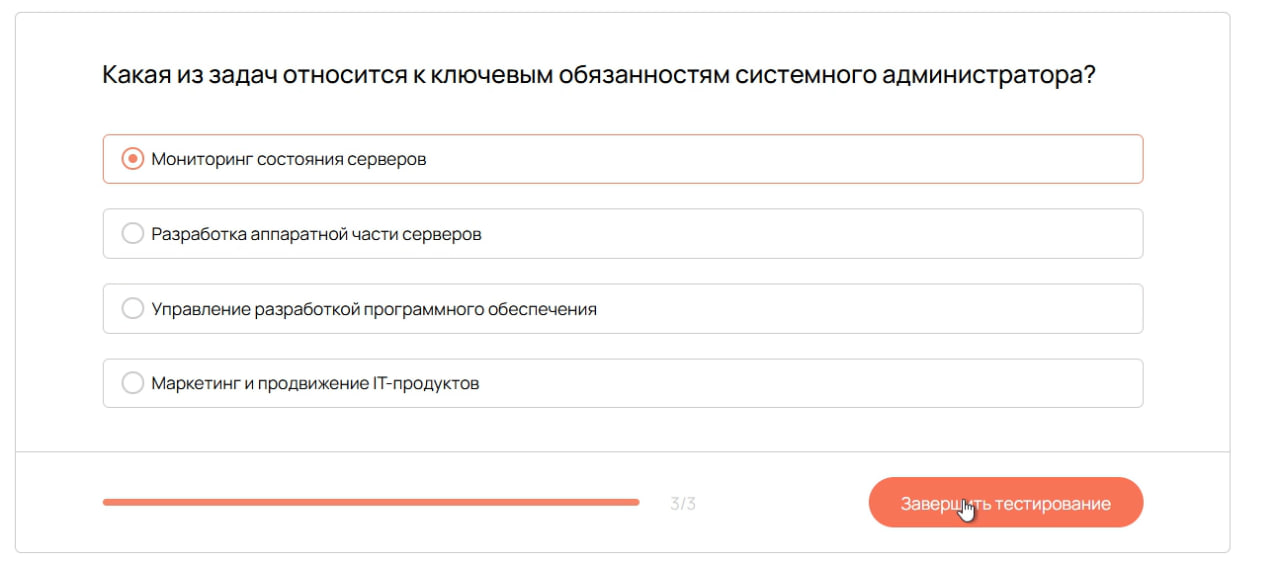 Какая из задач относится к ключевым обязанностям системного администратора?
Мониторинг состояния серверов
Разработка аппаратной части серверов
Управление разработкой программного обеспечения
Маркетинг и продвижение IT-продуктов
3/3
Завершить тестирование